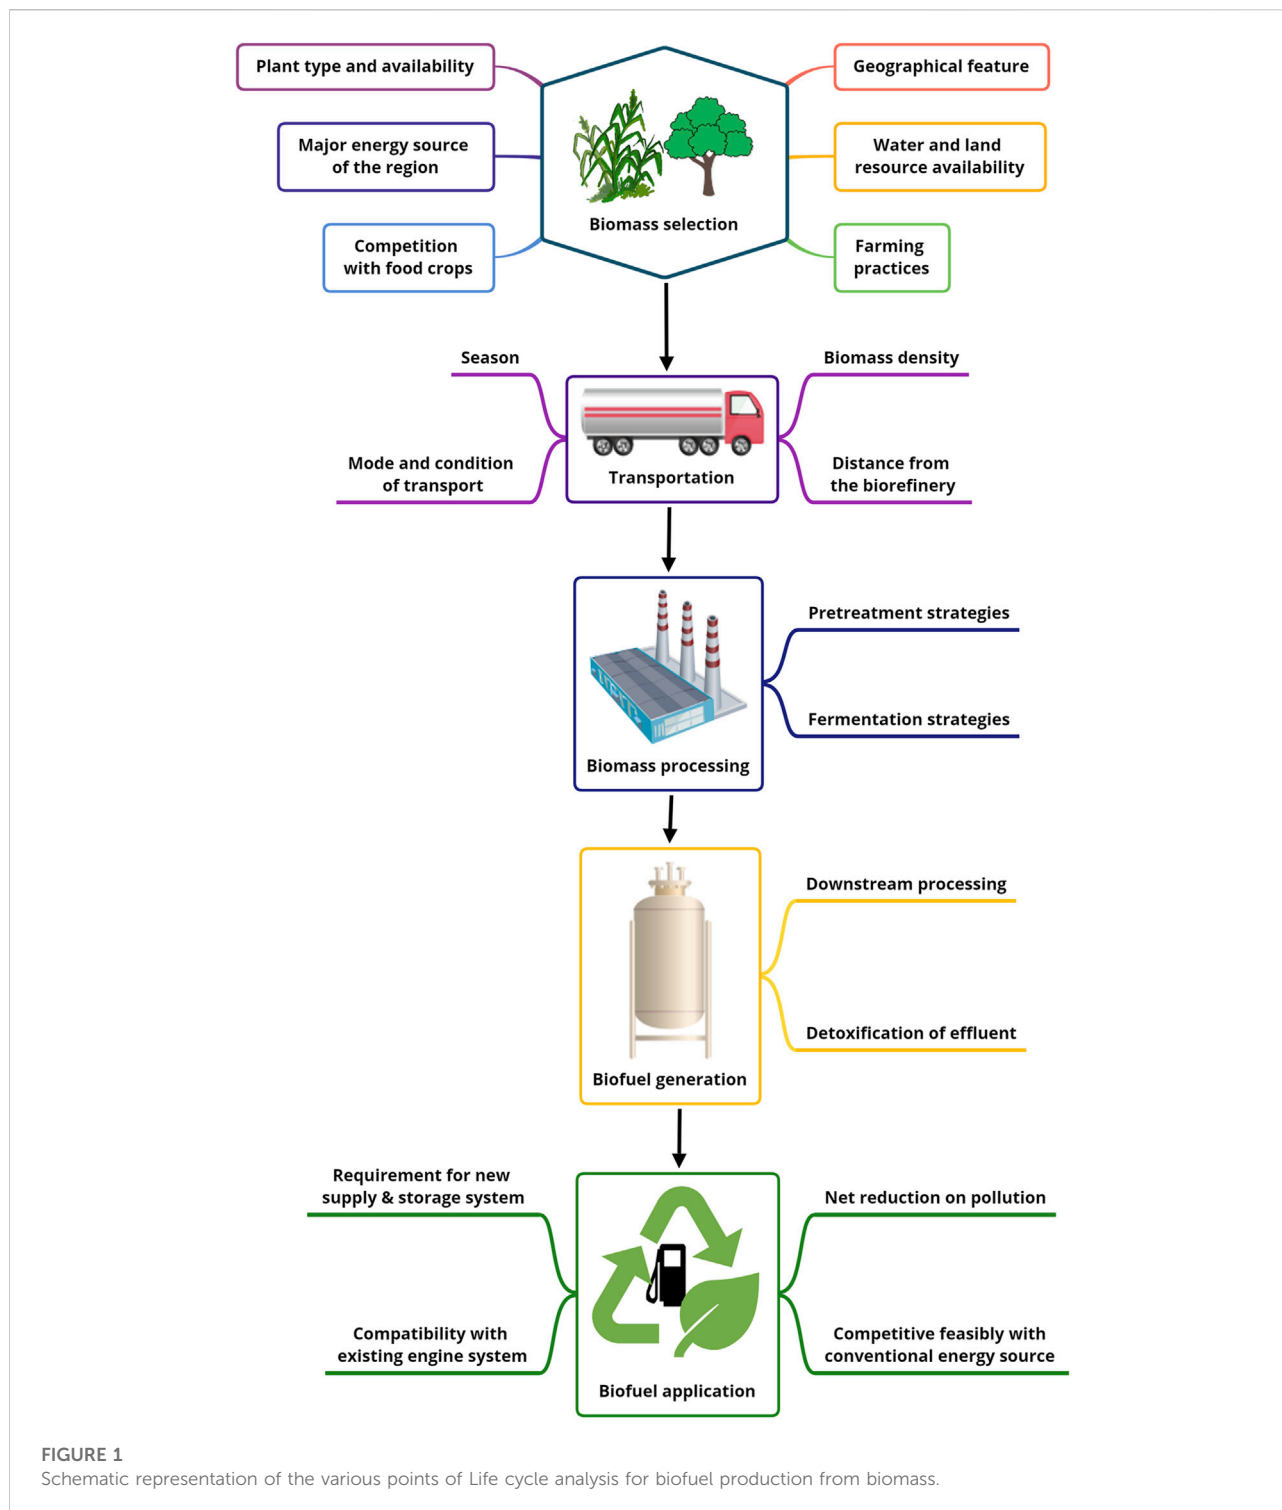 Plant type and availability
Geographical feature
Major energy source
of the region
Water and land
resource availability
Biomass selection
Competition
with food crops
Farming
practices
Season
Biomass density
Mode and condition
of transport
Transportation
Distance from
the biorefinery
Pretreatment strategies
Fermentation strategies
Biomass processing
Downstream processing
Detoxification of effluent
Biofuel generation
Requirement for new
supply & storage system
Net reduction on pollution
Compatibility with
existing engine system
Competitive feasibly with
conventional energy source
Biofuel application
FIGURE 1
Schematic representation of the various points of Life cycle analysis for biofuel production from biomass.